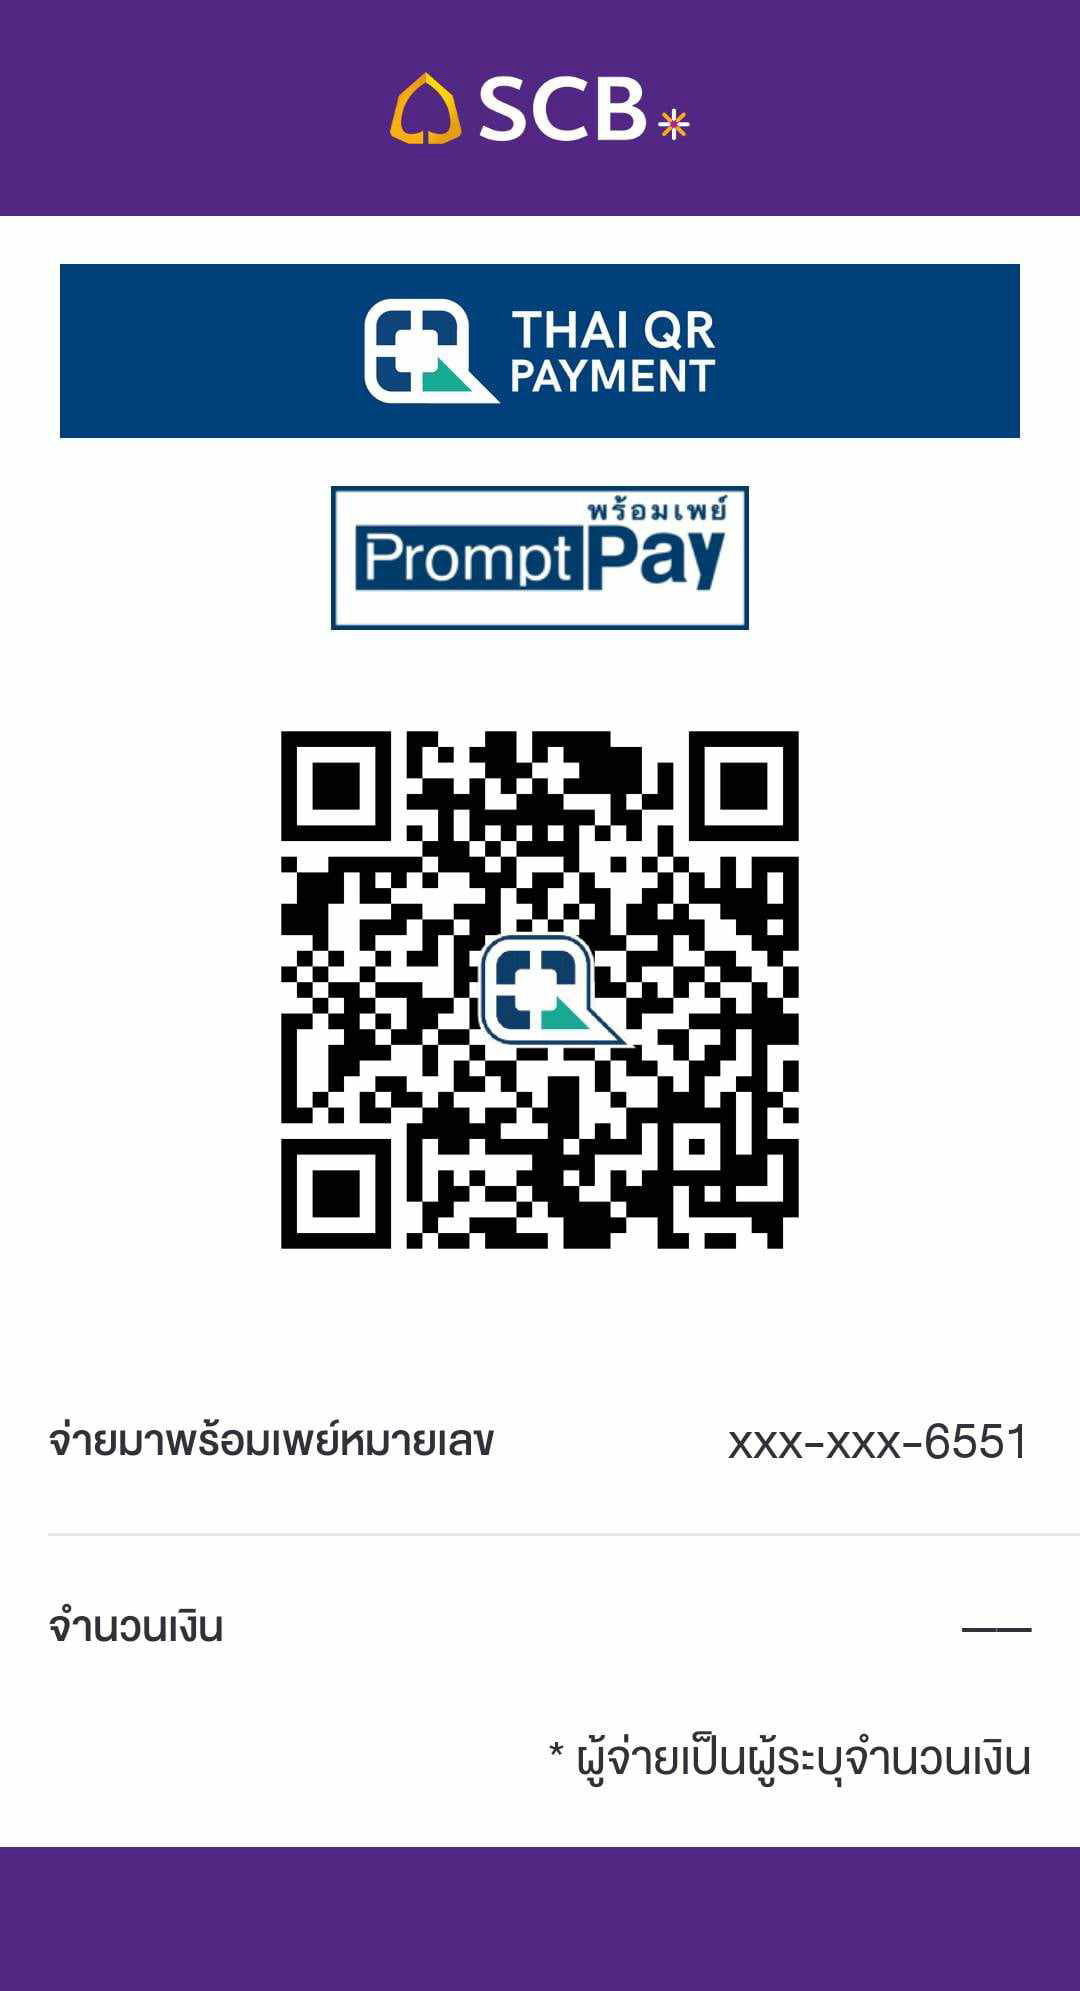 SCB
THAI QR
PAYMENT
พร้อมเพย์
PromptPay
จ่ายมาพร้อมเพย์หมายเลข xxx-xxx-6551
จำนวนเงิน ——
* ผู้จ่ายเป็นผู้ระบุจำนวนเงิน